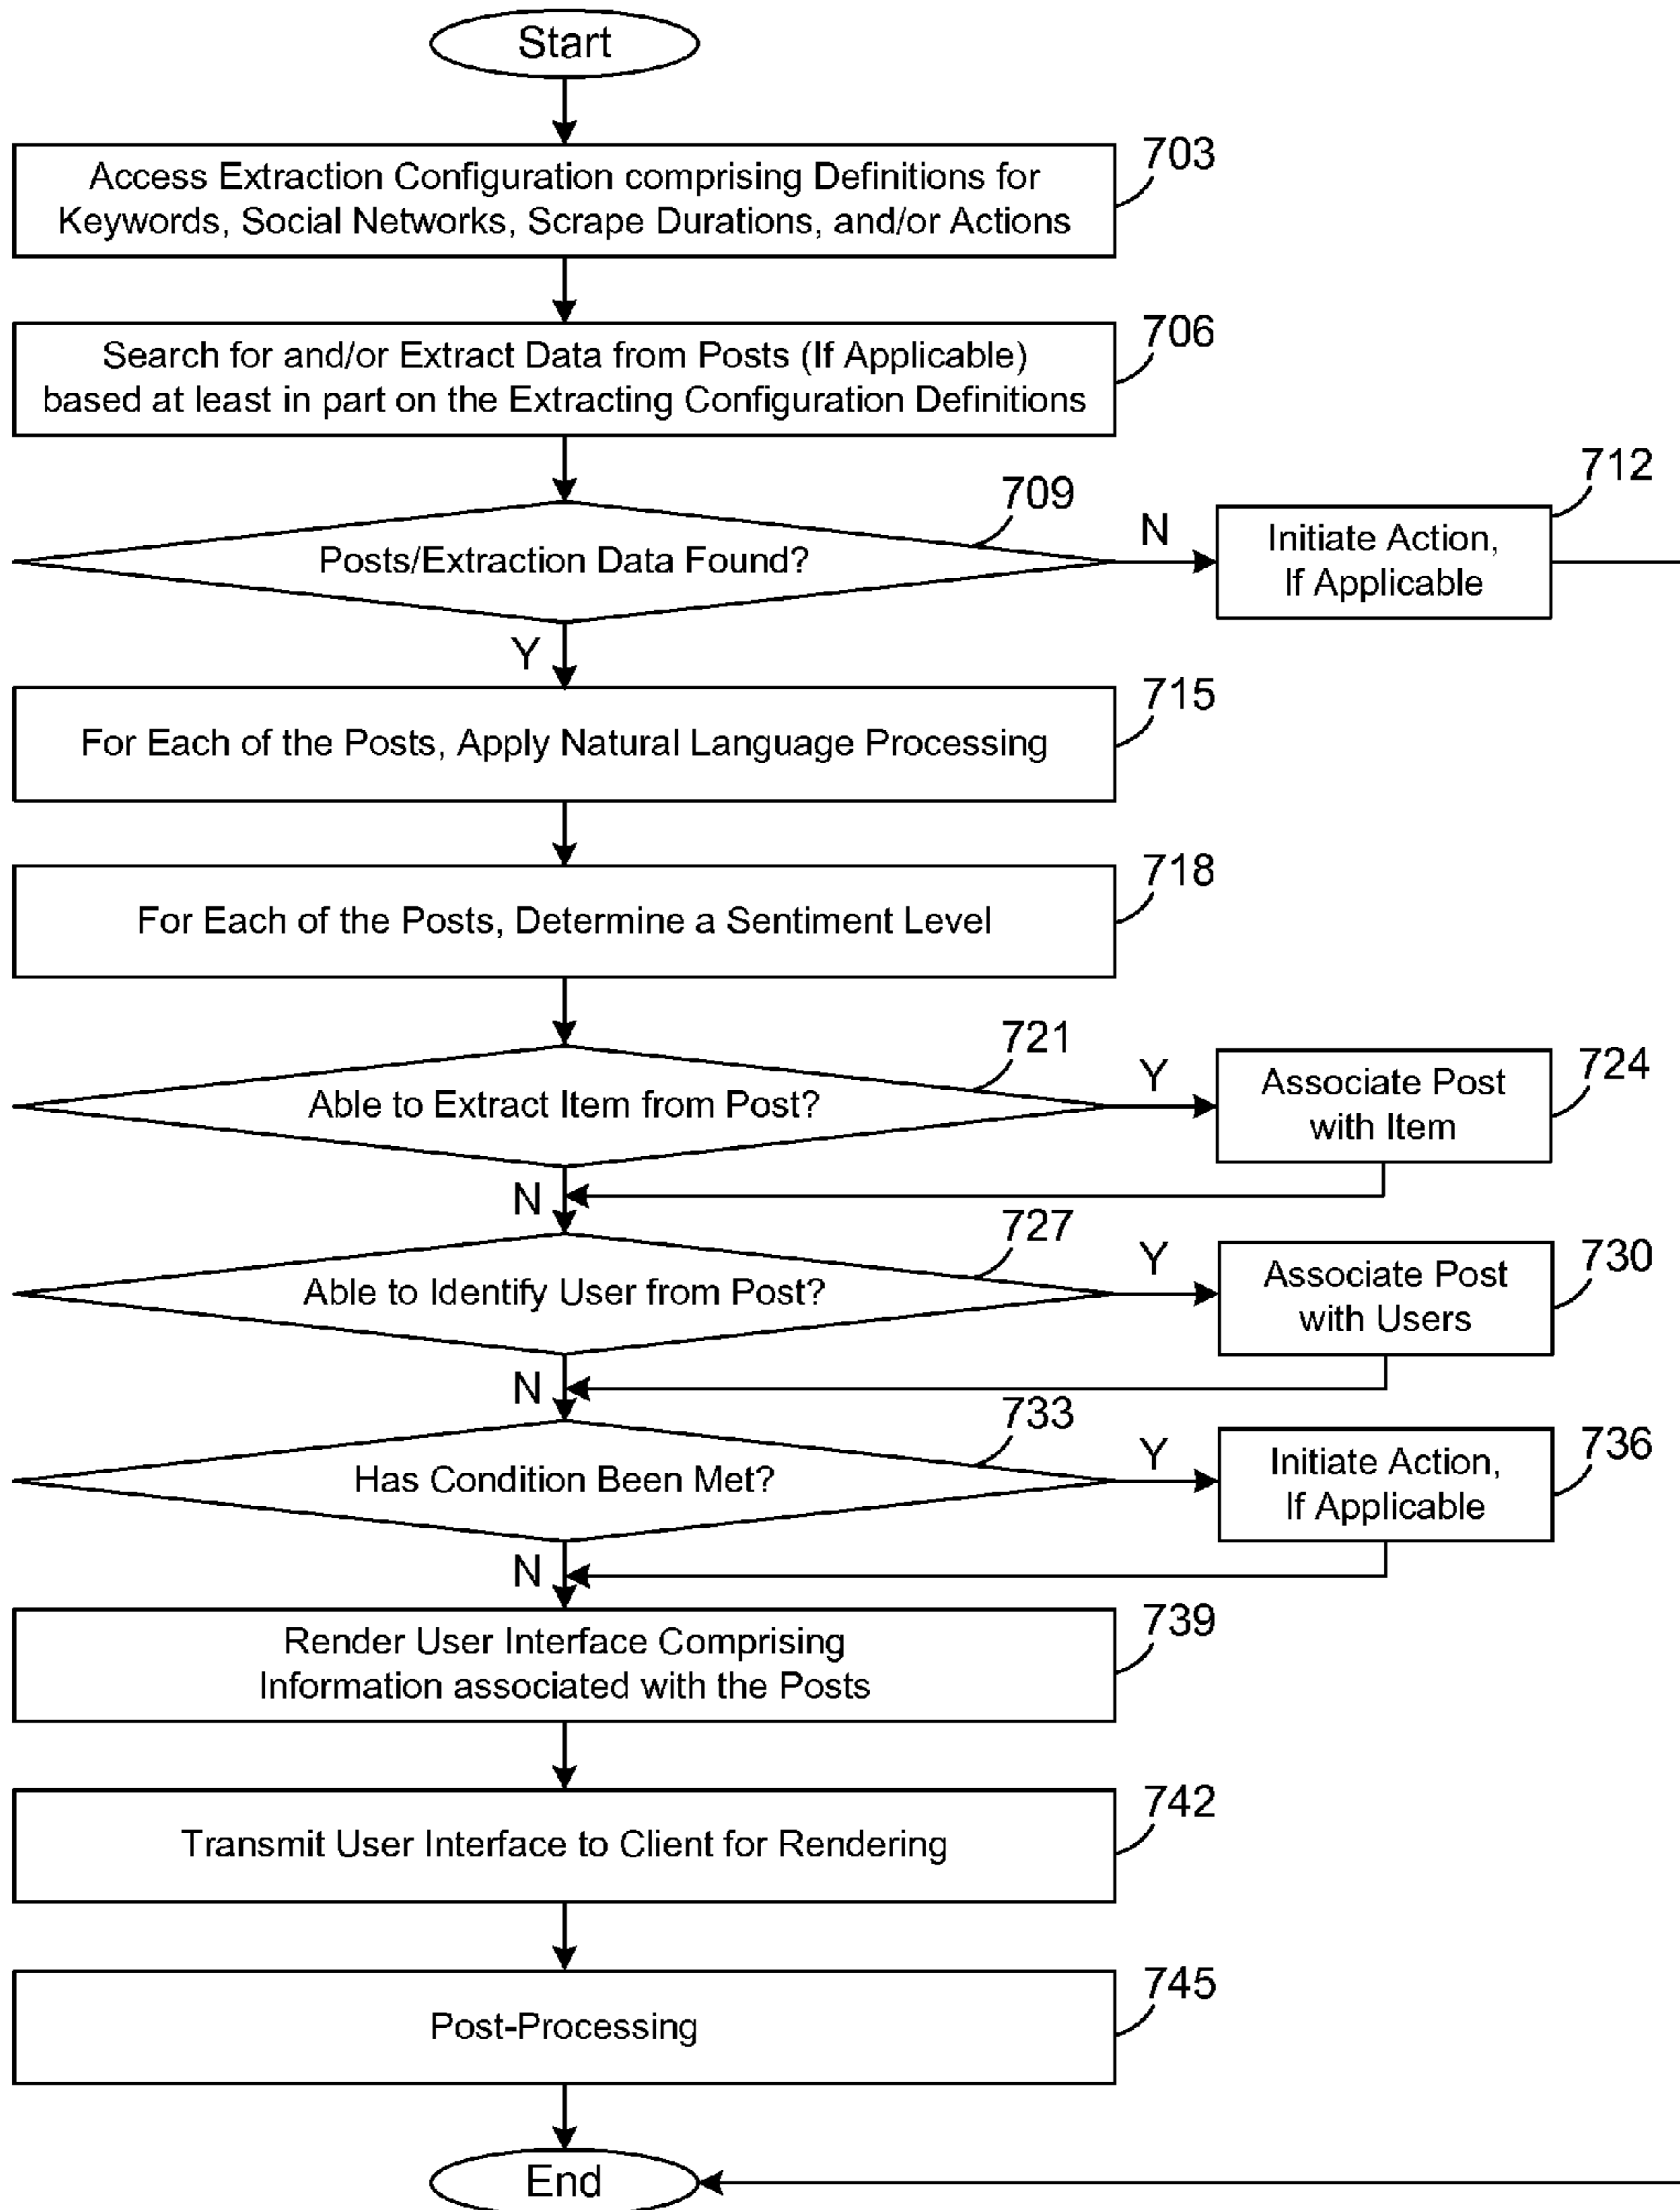 Start
703
Access Extraction Configuration comprising Definitions for
Keywords, Social Networks, Scrape Durations, and/or Actions
706
Search for and/or Extract Data from Posts (If Applicable)
based at least in part on the Extracting Configuration Definitions
709
Posts/Extraction Data Found?
N
712
Initiate Action,
If Applicable
Y
715
For Each of the Posts, Apply Natural Language Processing
718
For Each of the Posts, Determine a Sentiment Level
721
Able to Extract Item from Post?
Y
724
Associate Post
with Item
N
727
Able to Identify User from Post?
Y
730
Associate Post
with Users
N
733
Has Condition Been Met?
Y
736
Initiate Action,
If Applicable
N
739
Render User Interface Comprising
Information associated with the Posts
742
Transmit User Interface to Client for Rendering
745
Post-Processing
End